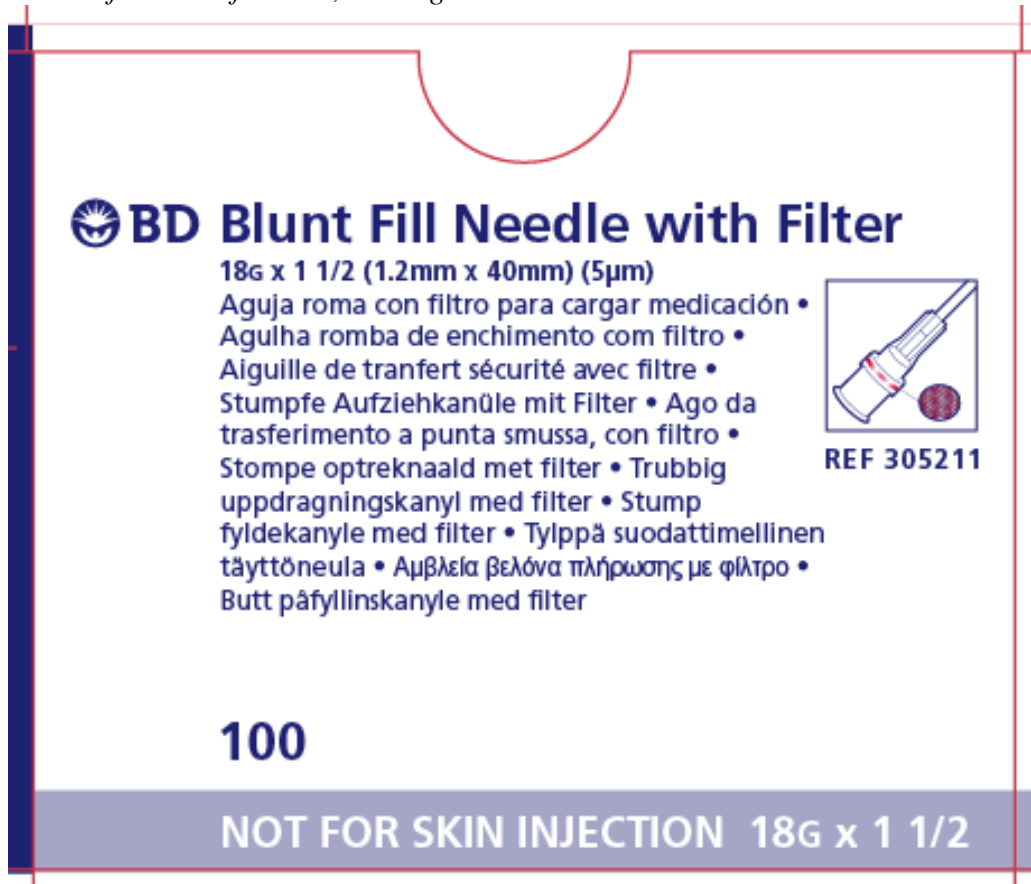 BD Blunt Fill Needle with Filter
18G x 1 1/2 (1.2mm x 40mm) (5µm)
Aguja roma con filtro para cargar medicación •
Agulha romba de enchimento com filtro •
Aiguille de tranfert sécurité avec filtre •
Stumpfe Aufziehkanüle mit Filter • Ago da
trasferimento a punta smussa, con filtro •
Stompe optreknaald met filter • Trubbig
uppdragningskanyl med filter • Stump
fyldekanyle med filter • Tylppä suodattimellinen
täyttöneula • Αμβλεία βελόνα πλήρωσης με φίλτρο •
Butt påfyllinskanyle med filter
REF 305211
100
NOT FOR SKIN INJECTION 18G x 1 1/2